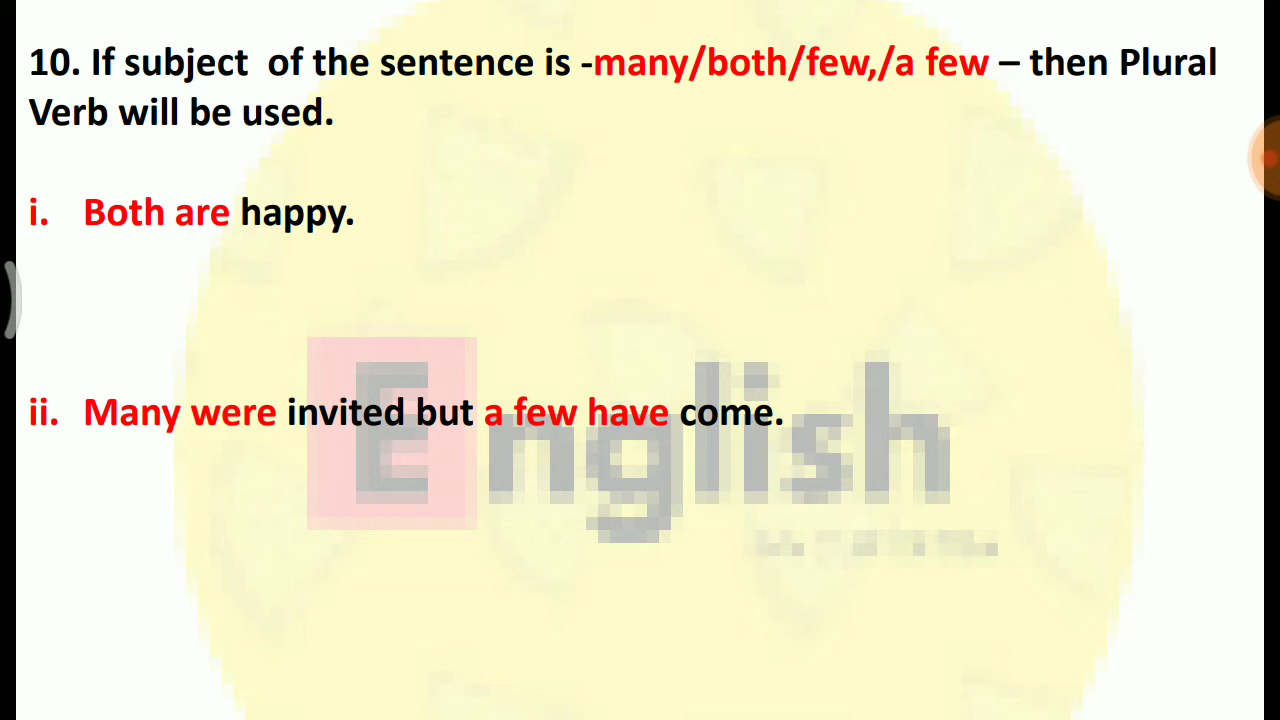 10. If subject of the sentence is -many/both/few,/a few – then Plural
Verb will be used.
i. Both are happy.
ii. Many were invited but a few have come.
English